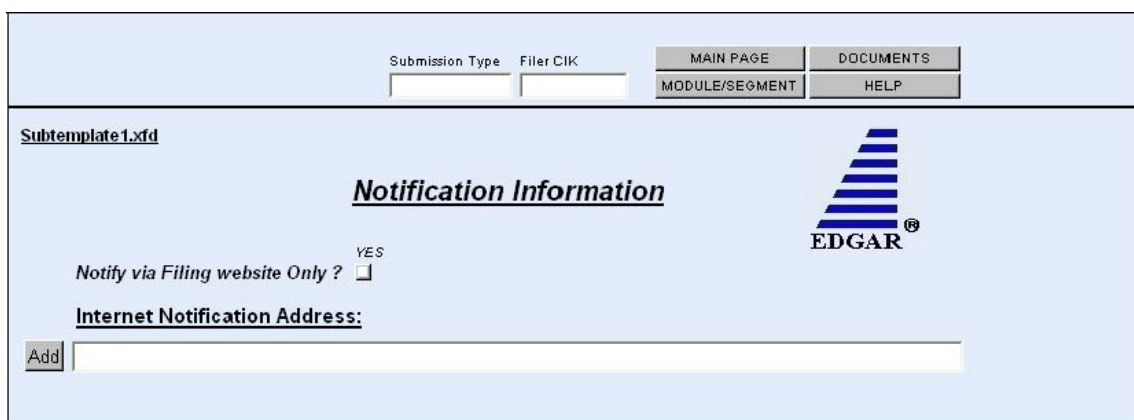 Submission Type Filer CIK
MAIN PAGE DOCUMENTS
MODULE/SEGMENT HELP
Subtemplate1.xfd
Notification Information
EDGAR®
YES
Notify via Filing website Only ?
Internet Notification Address:
Add